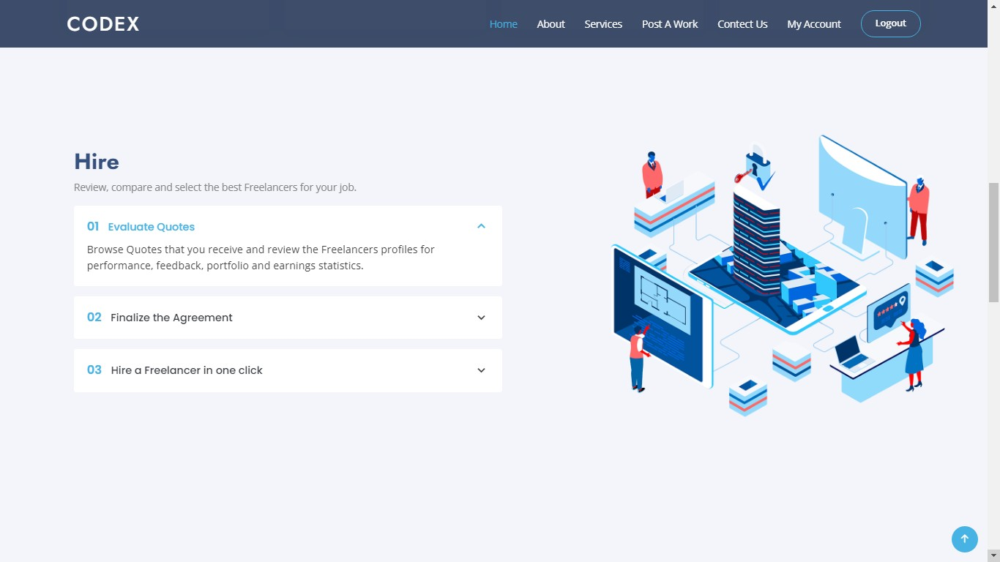 CODEX
Home About Services Post A Work Contect Us My Account Logout
Hire
Review, compare and select the best Freelancers for your job.
01 Evaluate Quotes
Browse Quotes that you receive and review the Freelancers profiles for
performance, feedback, portfolio and earnings statistics.
02 Finalize the Agreement
03 Hire a Freelancer in one click